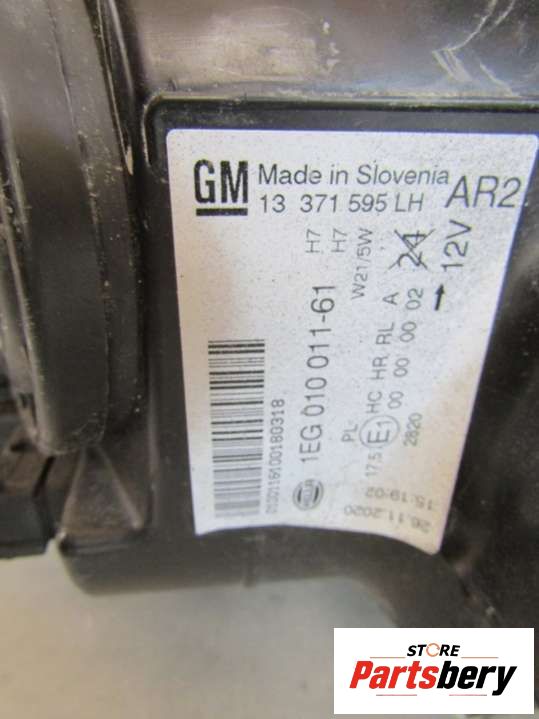 GM Made in Slovenia
13 371 595 LH AR2
H7 H7 W21/5W 24 12V
1EG 010 011-61
PL HC HR RL A
17,5 E1 00 00 00 02
2820
HELLA
26.11.2020
15:19:02
STORE
Partsbery